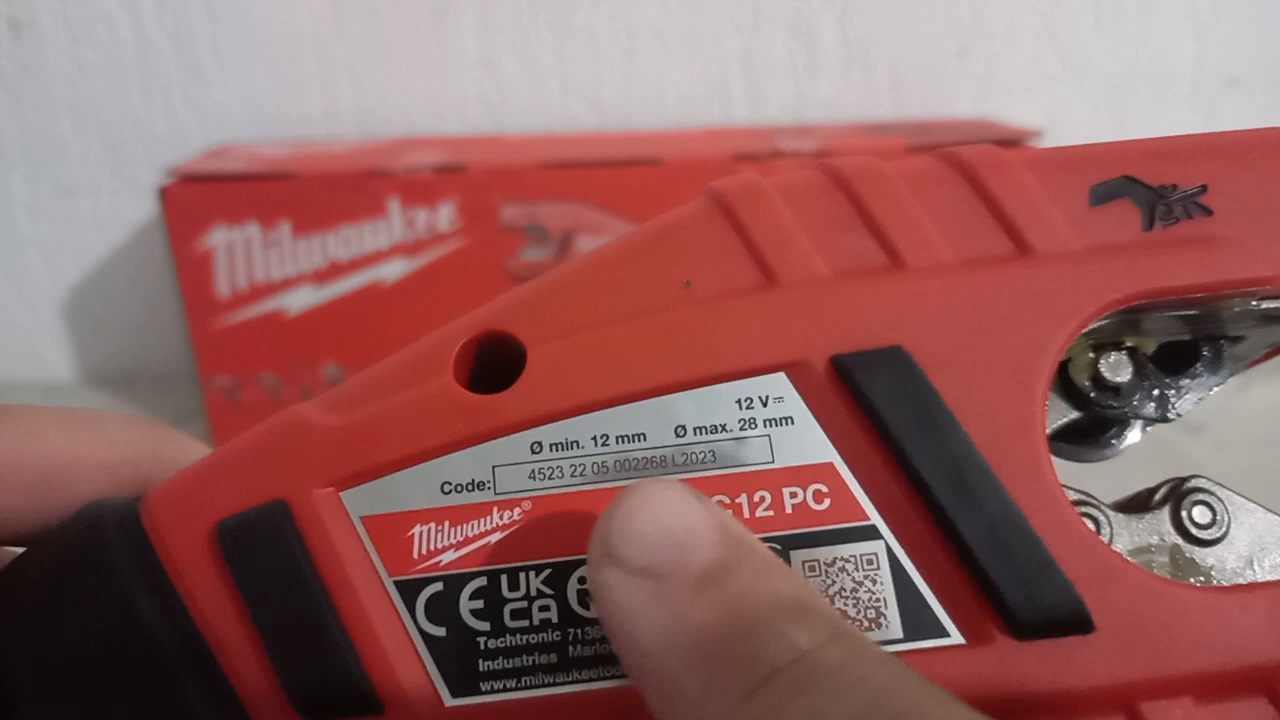 Milwaukee
12 V
Ø min. 12 mm Ø max. 28 mm
Code: 4523 22 05 002268 L2023
Milwaukee® 12 PC
CE UK CA
Techtronic
Industries
www.milwaukeetoo